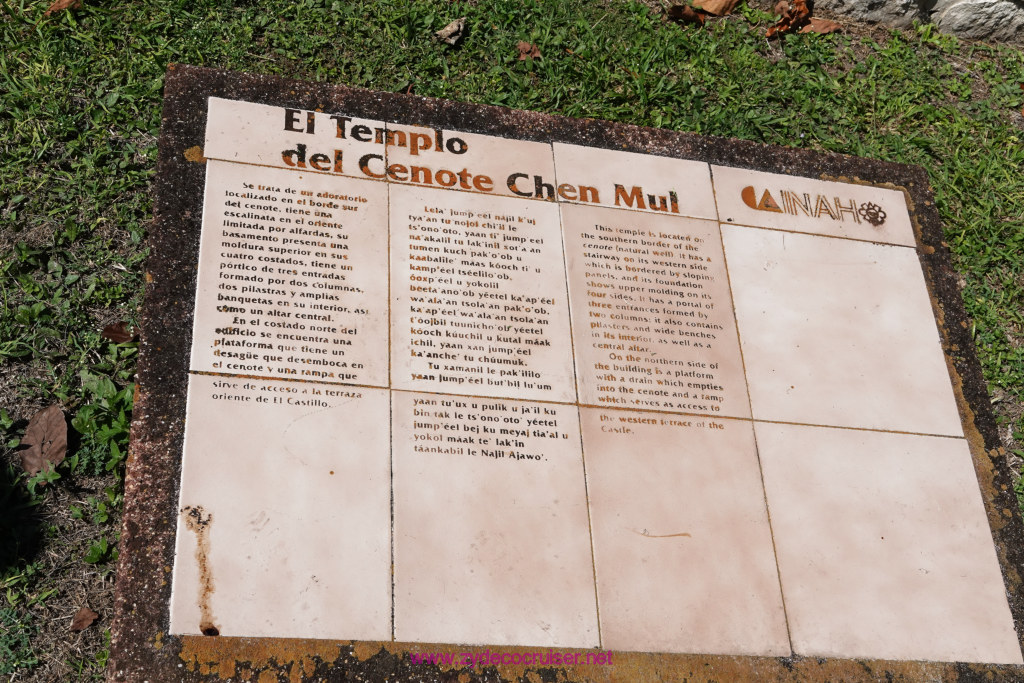 El Templo
del Cenote Chen Mul
CA INAH
Se trata de un adoratorio
localizado en el borde sur
del cenote, tiene una
escalinata en el oriente
limitada por alfardas, su
basamento presenta una
moldura superior en sus
cuatro costados, tiene un
pórtico de tres entradas
formado por dos columnas,
dos pilastras y amplias
banquetas en su interior, así
como un altar central.
En el costado norte del
edificio se encuentra una
plataforma que tiene un
desagüe que desemboca en
el cenote y una rampa que
sirve de acceso a la terraza
oriente de El Castillo.
Lela' jump'éel nájil k'uj
tya'an tu nojol chi'il le
ts'ono'oto, yaan ti' jump'éel
na'akalil tu lak'inil xot'a'an
tumen kuch pak'o'ob u
kaabalile' maas kóoch ti' u
kamp'éel tséelilo'ob,
óoxp'éel u yokolil
beeta'ano'ob yéetel ka'ap'éel
wa'ala'an tsola'an pak'o'ob,
ka'ap'éel wa'ala'an tsola'an
t'óojbil tuunicho'ob yéetel
kóoch kúuchil u kutal máak
ichil, yaan xan jump'éel
ka'anche' tu chúumuk.
Tu xamanil le pak'ililo
yaan jump'éel but'bil lu'um
yaan tu'ux u pulik u ja'il ku
bin tak le ts'ono'oto' yéetel
jump'éel bej ku meyaj tia'al u
yokol máak te' lak'in
táankabil le Najil Ajawo'.
This temple is located on
the southern border of the
cenote (natural well). It has a
stairway on its western side
which is bordered by sloping
panels, and its foundation
shows upper molding on its
four sides. It has a portal of
three entrances formed by
two columns; it also contains
pilasters and wide benches
in its interior, as well as a
central altar.
On the northern side of
the building is a platform
with a drain which empties
into the cenote and a ramp
which serves as access to
the western terrace of the
Castle.
www.zydecocruiser.net